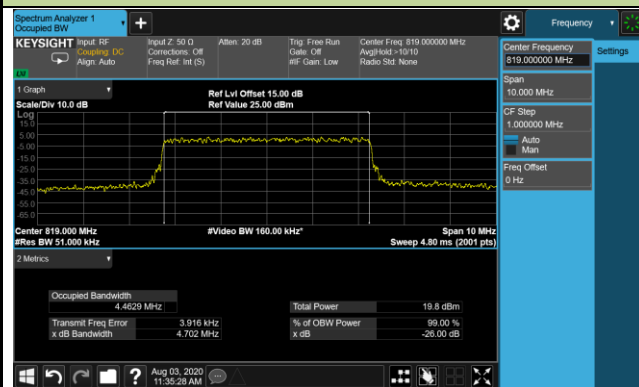 Spectrum Analyzer 1
Occupied BW
+
Frequency
KEYSIGHT
Input: RF
Coupling: DC
Align: Auto
Input Z: 50 Ω
Corrections: Off
Freq Ref: Int (S)
Atten: 20 dB
Trig: Free Run
Gate: Off
#IF Gain: Low
Center Freq: 819.000000 MHz
Avg|Hold:>10/10
Radio Std: None
LXI
Center Frequency
819.000000 MHz
Settings
Span
10.000 MHz
CF Step
1.000000 MHz
Auto
Man
Freq Offset
0 Hz
1 Graph
Scale/Div 10.0 dB
Ref Lvl Offset 15.00 dB
Ref Value 25.00 dBm
Log
15.0
5.00
-5.00
-15.0
-25.0
-35.0
-45.0
-55.0
-65.0
Center 819.000 MHz
#Res BW 51.000 kHz
#Video BW 160.00 kHz*
Span 10 MHz
Sweep 4.80 ms (2001 pts)
2 Metrics
Occupied Bandwidth
4.4629 MHz
Total Power 19.8 dBm
Transmit Freq Error 3.916 kHz
% of OBW Power 99.00 %
x dB Bandwidth 4.702 MHz
x dB -26.00 dB
?
Aug 03, 2020
11:35:28 AM